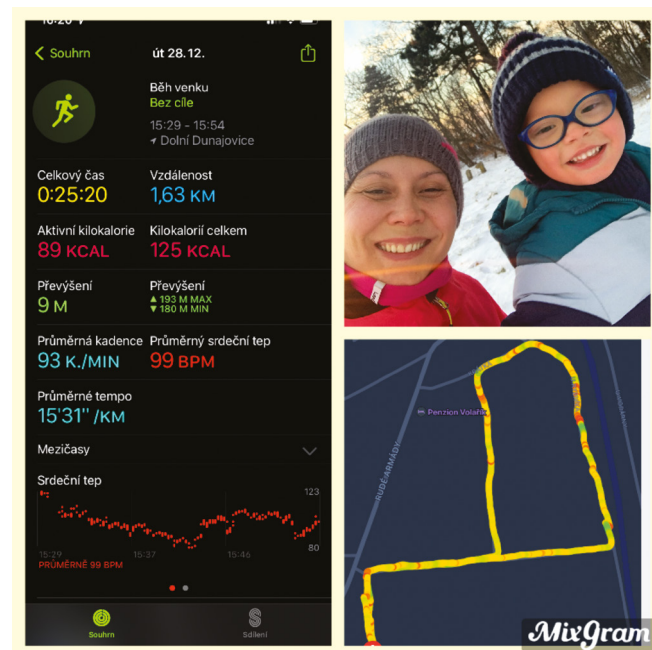 Souhrn
út 28.12.
Běh venku
Bez cíle
15:29 - 15:54
Dolní Dunajovice
Celkový čas
Vzdálenost
0:25:20
1,63 KM
Aktivní kilokalorie
Kilokalorií celkem
89 KCAL
125 KCAL
Převýšení
Převýšení
9 M
▲ 193 M MAX
▼ 180 M MIN
Průměrná kadence
Průměrný srdeční tep
93 K./MIN
99 BPM
Průměrné tempo
15'31'' /KM
Mezičasy
Srdeční tep
123
80
15:29
15:37
15:46
PRŮMĚRNĚ 99 BPM
Souhrn
Sdílení
Penzion Volařík
RUDÉ ARMÁDY
MixGram